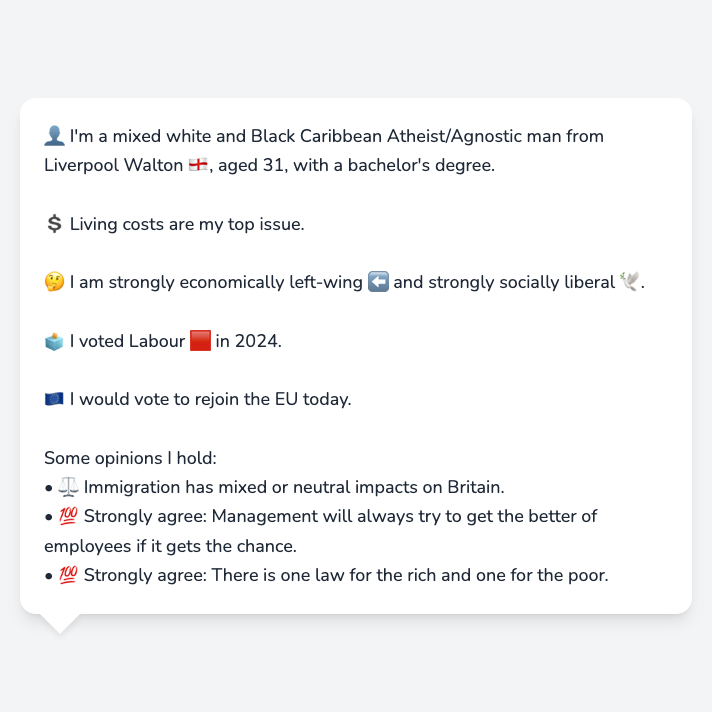 👤 I'm a mixed white and Black Caribbean Atheist/Agnostic man from
Liverpool Walton 🏴󠁧󠁢󠁥󠁮󠁧󠁿, aged 31, with a bachelor's degree.
💲 Living costs are my top issue.
🤔 I am strongly economically left-wing ⬅️ and strongly socially liberal 🕊️.
🗳️ I voted Labour 🟥 in 2024.
🇪🇺 I would vote to rejoin the EU today.
Some opinions I hold:
• ⚖️ Immigration has mixed or neutral impacts on Britain.
• 💯 Strongly agree: Management will always try to get the better of
employees if it gets the chance.
• 💯 Strongly agree: There is one law for the rich and one for the poor.